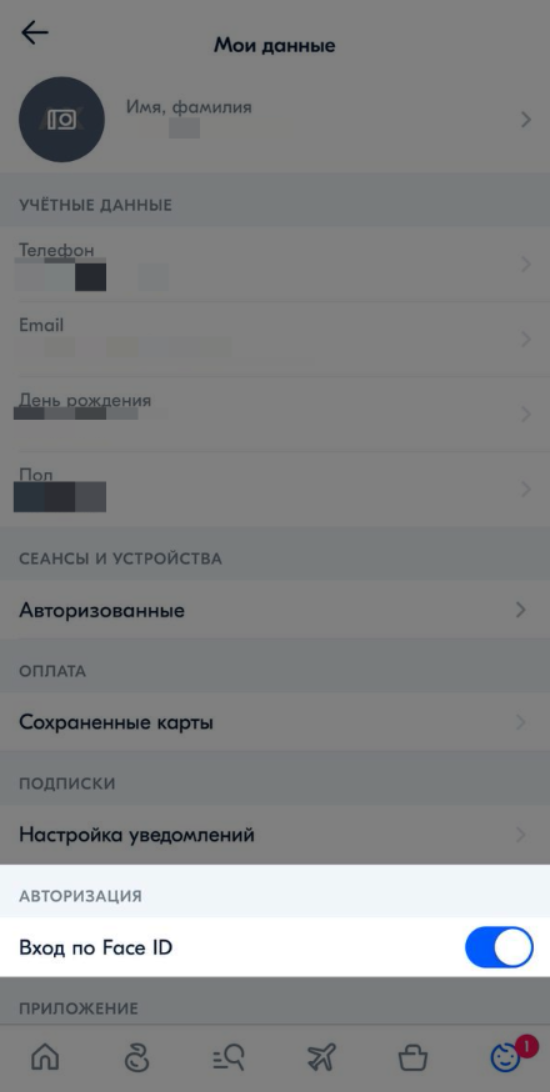 Мои данные
Имя, фамилия
УЧЁТНЫЕ ДАННЫЕ
Телефон
Email
День рождения
Пол
СЕАНСЫ И УСТРОЙСТВА
Авторизованные
ОПЛАТА
Сохраненные карты
ПОДПИСКИ
Настройка уведомлений
АВТОРИЗАЦИЯ
Вход по Face ID
ПРИЛОЖЕНИЕ
1